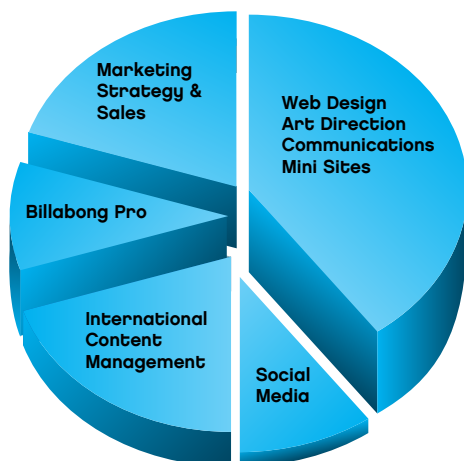 Marketing
Strategy &
Sales
Web Design
Art Direction
Communications
Mini Sites
Billabong Pro
International
Content
Management
Social
Media